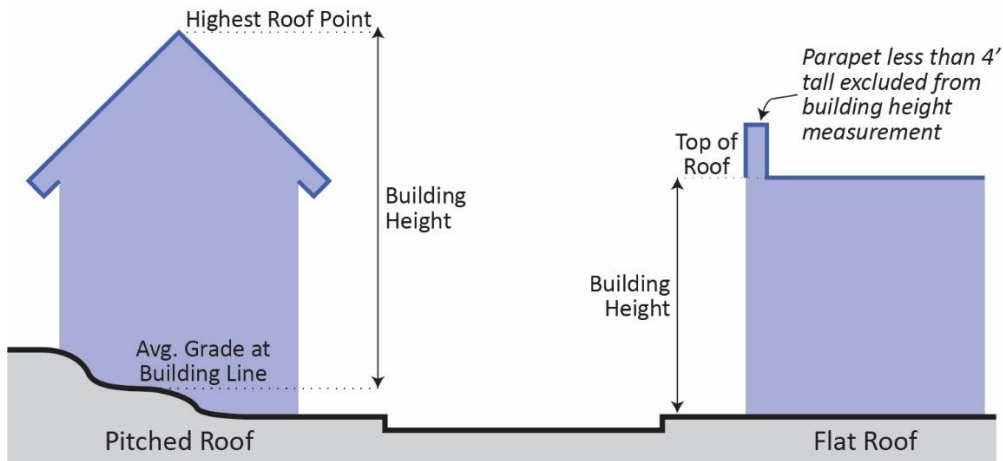 Highest Roof Point
Building
Height
Avg. Grade at
Building Line
Pitched Roof
Parapet less than 4’
tall excluded from
building height
measurement
Top of
Roof
Building
Height
Flat Roof